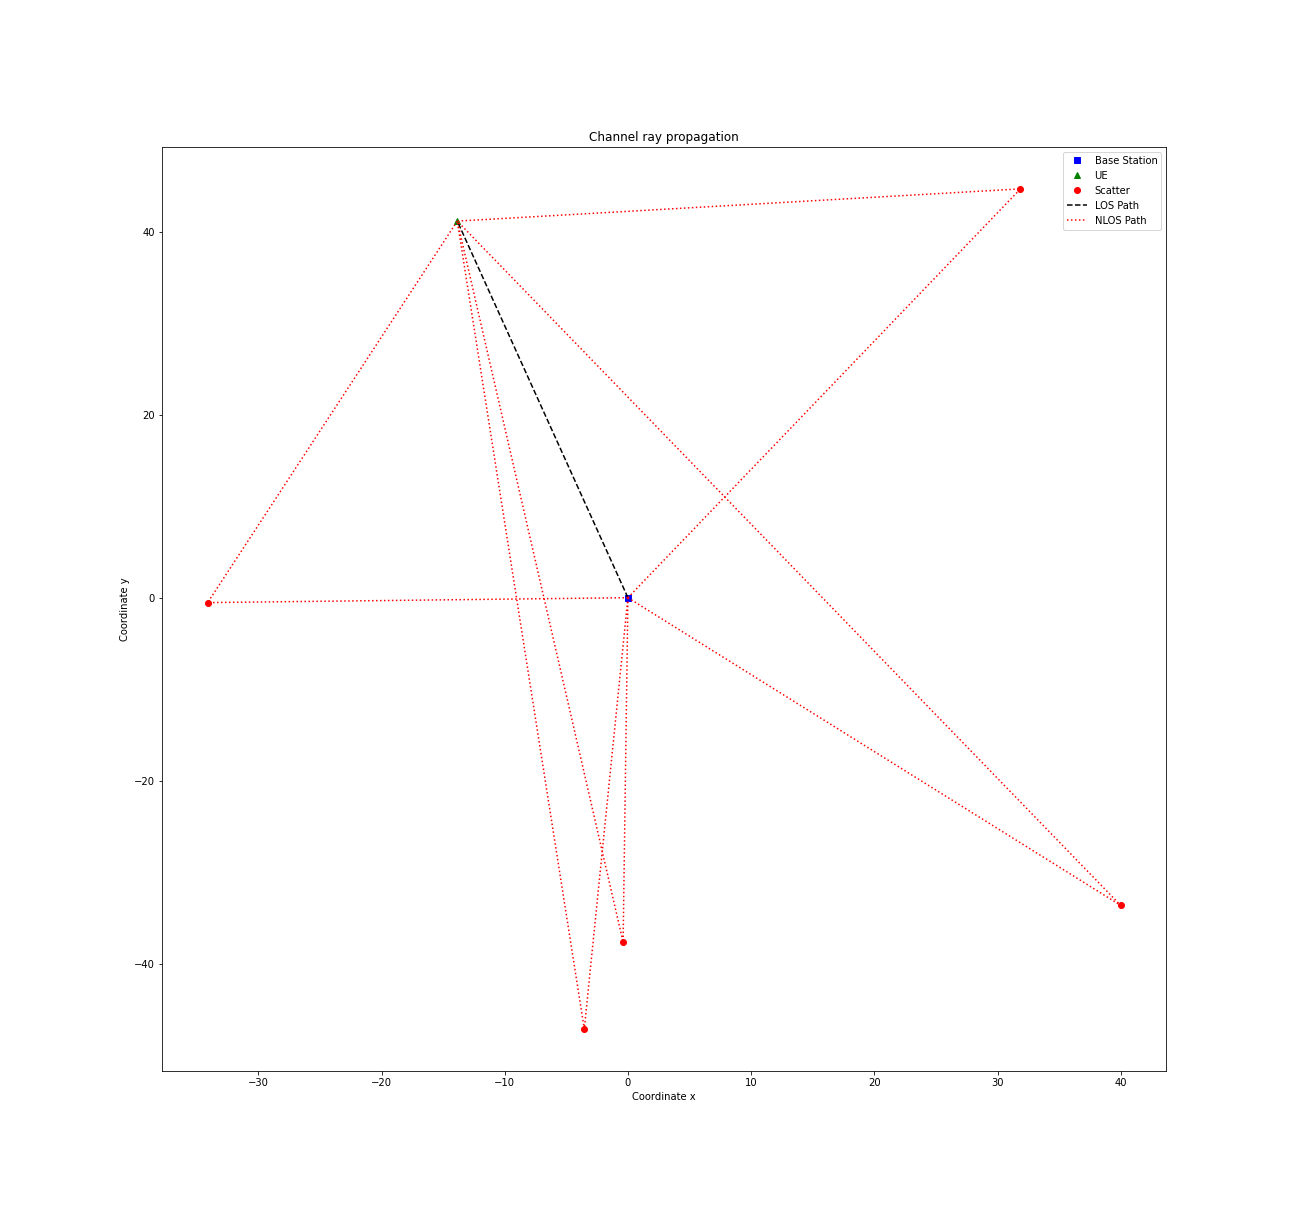 Channel ray propagation
Base Station
UE
Scatter
LOS Path
NLOS Path
40
20
0
−20
−40
Coordinate y
−30
−20
−10
0
10
20
30
40
Coordinate x